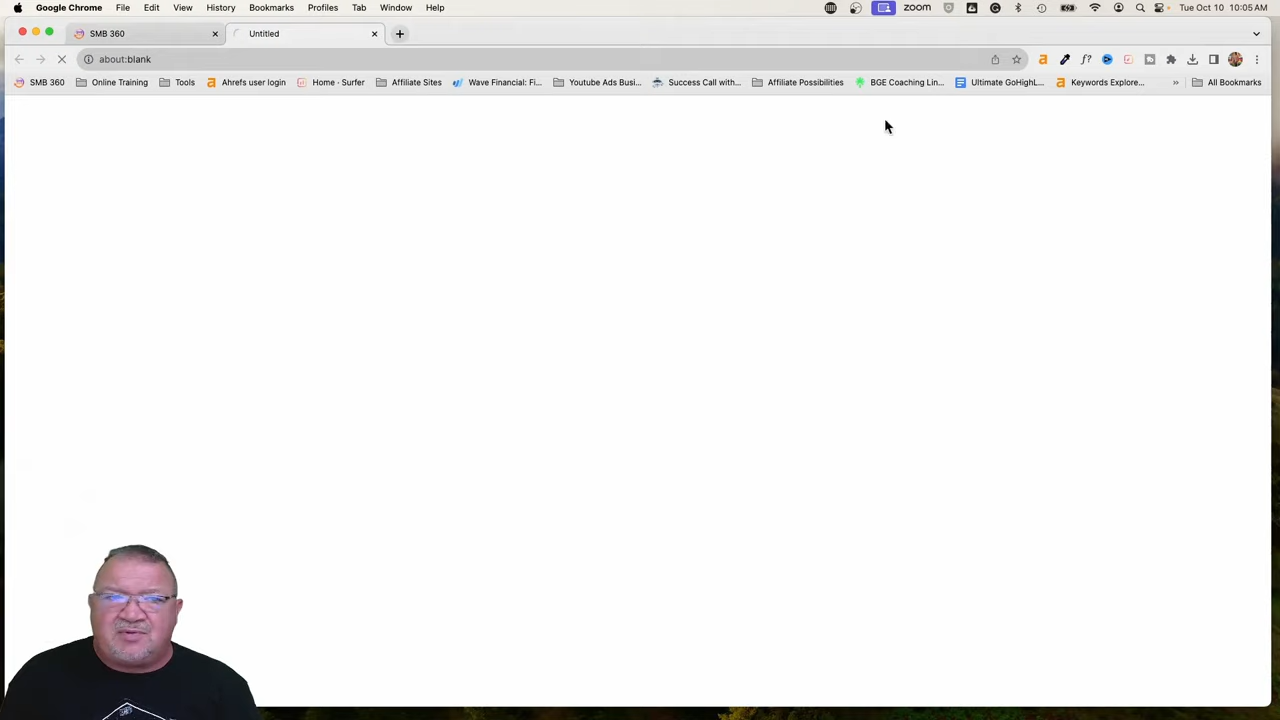 Google Chrome File Edit View History Bookmarks Profiles Tab Window Help zoom Tue Oct 10 10:05 AM
SMB 360 Untitled
about:blank
SMB 360 Online Training Tools Ahrefs user login Home - Surfer Affiliate Sites Wave Financial: Fi... Youtube Ads Busi... Success Call with... Affiliate Possibilities BGE Coaching Lin... Ultimate GoHighL... Keywords Explore... » All Bookmarks